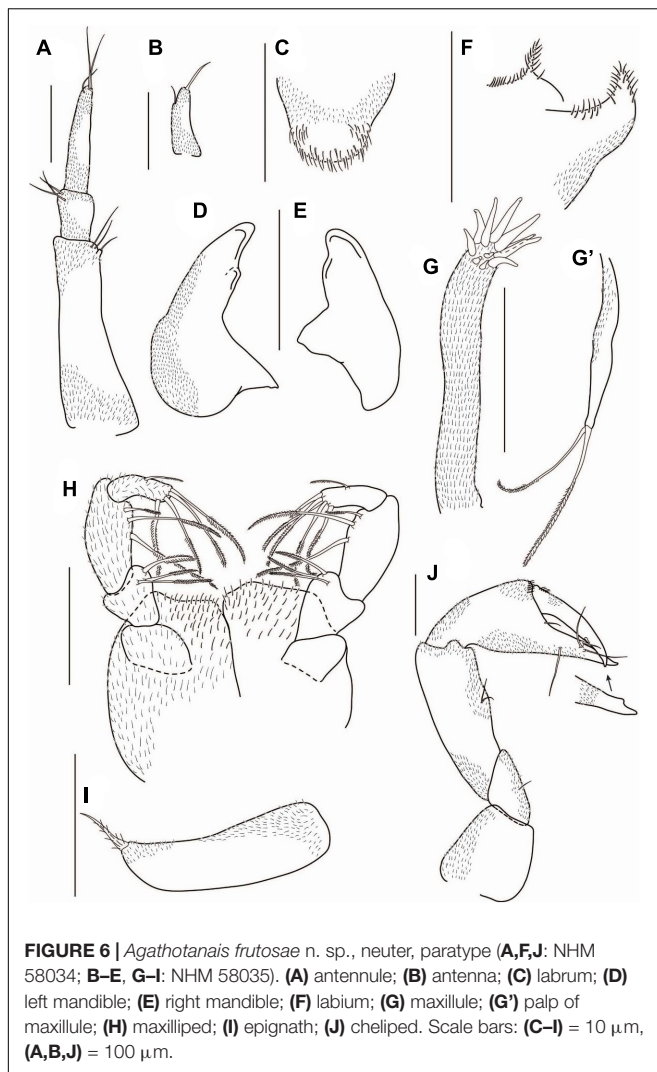 A
B
C
F
D
E
G
G'
H
J
I
FIGURE 6 | Agathotanais frutosae n. sp., neuter, paratype (A,F,J: NHM
58034; B–E, G–I: NHM 58035). (A) antennule; (B) antenna; (C) labrum; (D)
left mandible; (E) right mandible; (F) labium; (G) maxillule; (G') palp of
maxillule; (H) maxilliped; (I) epignath; (J) cheliped. Scale bars: (C–I) = 10 μm,
(A,B,J) = 100 μm.